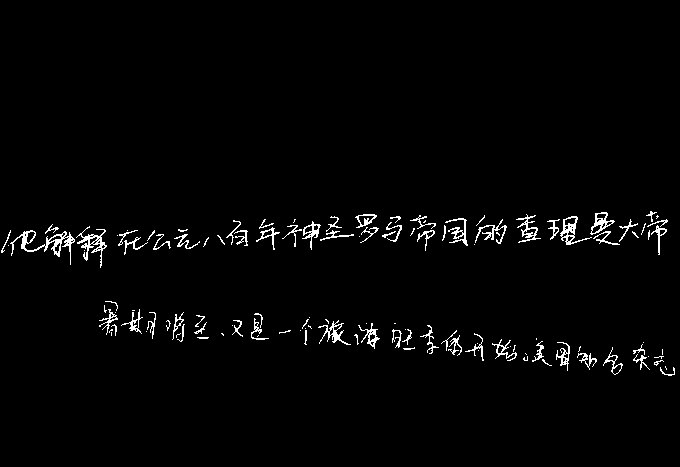 他解释在公元八百年神圣罗马帝国的查理曼大帝
暑期将至,又是一个旅游旺季的开始。美国知名杂志